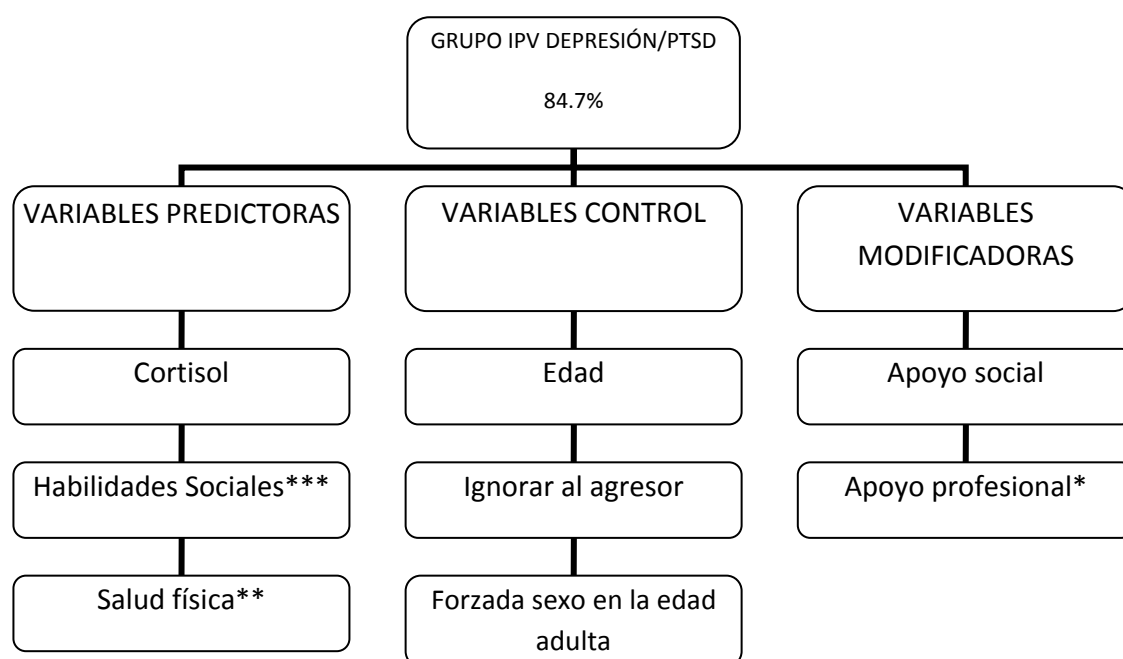 GRUPO IPV DEPRESIÓN/PTSD
84.7%
VARIABLES PREDICTORAS
VARIABLES CONTROL
VARIABLES
MODIFICADORAS
Cortisol
Edad
Apoyo social
Habilidades Sociales***
Ignorar al agresor
Apoyo profesional*
Salud física**
Forzada sexo en la edad
adulta